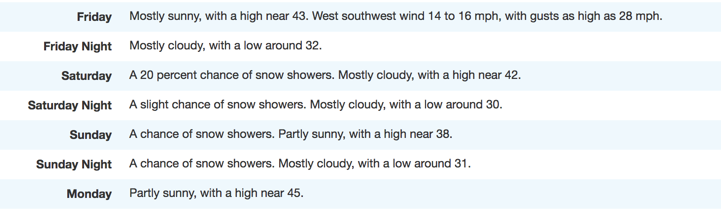 Friday Mostly sunny, with a high near 43. West southwest wind 14 to 16 mph, with gusts as high as 28 mph.
Friday Night Mostly cloudy, with a low around 32.
Saturday A 20 percent chance of snow showers. Mostly cloudy, with a high near 42.
Saturday Night A slight chance of snow showers. Mostly cloudy, with a low around 30.
Sunday A chance of snow showers. Partly sunny, with a high near 38.
Sunday Night A chance of snow showers. Mostly cloudy, with a low around 31.
Monday Partly sunny, with a high near 45.